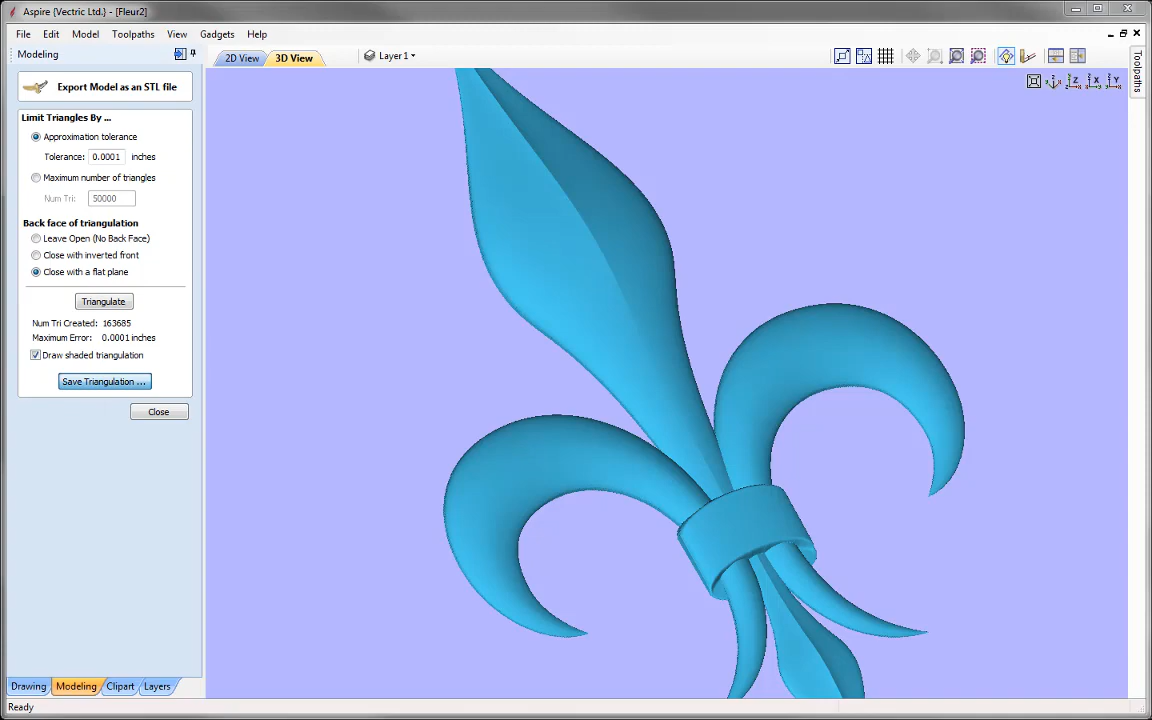 Aspire {Vectric Ltd.} - [Fleur2]
File Edit Model Toolpaths View Gadgets Help
Modeling
2D View 3D View Layer 1
Export Model as an STL file
Limit Triangles By ...
Approximation tolerance
Tolerance: 0.0001 inches
Maximum number of triangles
Num Tri: 50000
Back face of triangulation
Leave Open (No Back Face)
Close with inverted front
Close with a flat plane
Triangulate
Num Tri Created: 163685
Maximum Error: 0.0001 inches
Draw shaded triangulation
Save Triangulation ...
Close
Toolpaths
Drawing Modeling Clipart Layers
Ready